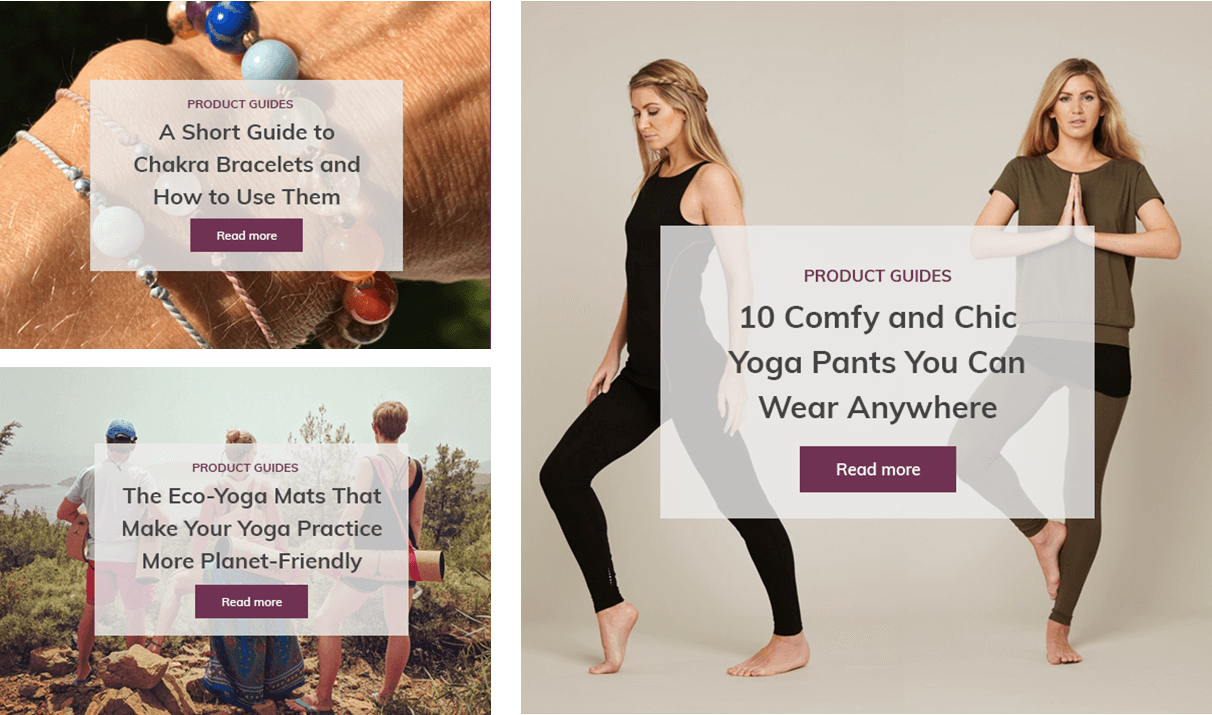 PRODUCT GUIDES
A Short Guide to
Chakra Bracelets and
How to Use Them
Read more
PRODUCT GUIDES
The Eco-Yoga Mats That
Make Your Yoga Practice
More Planet-Friendly
Read more
PRODUCT GUIDES
10 Comfy and Chic
Yoga Pants You Can
Wear Anywhere
Read more